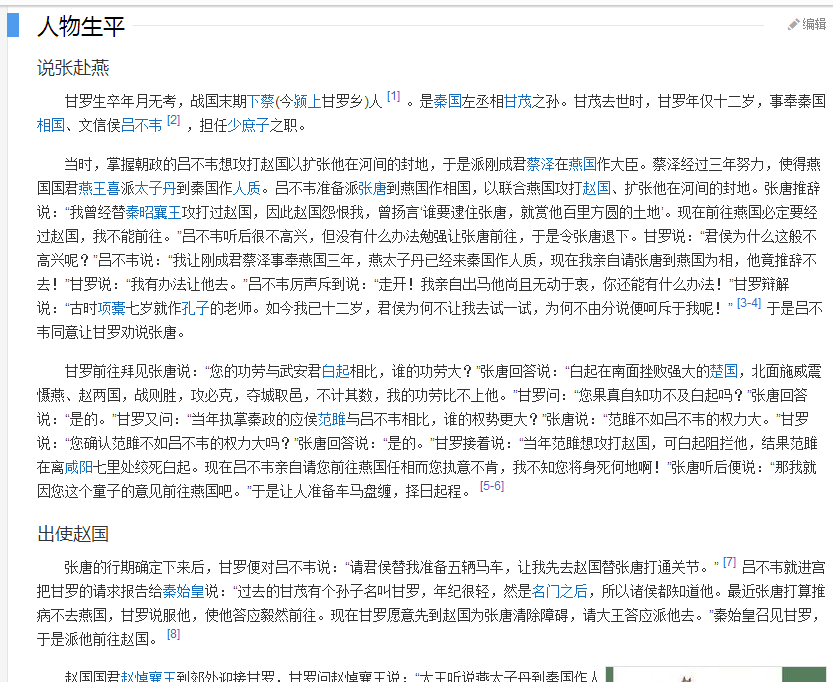 人物生平
编辑
说张赴燕
甘罗生卒年月无考，战国末期下蔡(今颍上甘罗乡)人 [1] 。是秦国左丞相甘茂之孙。甘茂去世时，甘罗年仅十二岁，事奉秦国
相国、文信侯吕不韦 [2] ，担任少庶子之职。
当时，掌握朝政的吕不韦想攻打赵国以扩张他在河间的封地，于是派刚成君蔡泽在燕国作大臣。蔡泽经过三年努力，使得燕
国国君燕王喜派太子丹到秦国作人质。吕不韦准备派张唐到燕国作相国，以联合燕国攻打赵国、扩张他在河间的封地。张唐推辞
说：“我曾经替秦昭襄王攻打过赵国，因此赵国怨恨我，曾扬言‘谁要逮住张唐，就赏他百里方圆的土地’。现在前往燕国必定要经
过赵国，我不能前往。”吕不韦听后很不高兴，但没有什么办法勉强让张唐前往，于是令张唐退下。甘罗说：“君侯为什么这般不
高兴呢？”吕不韦说：“我让刚成君蔡泽事奉燕国三年，燕太子丹已经来秦国作人质，现在我亲自请张唐到燕国为相，他竟推辞不
去！”甘罗说：“我有办法让他去。”吕不韦厉声斥到说：“走开！我亲自出马他尚且无动于衷，你还能有什么办法！”甘罗辩解
说：“古时项橐七岁就作孔子的老师。如今我已十二岁，君侯为何不让我去试一试，为何不由分说便呵斥于我呢！” [3-4] 于是吕不
韦同意让甘罗劝说张唐。
甘罗前往拜见张唐说：“您的功劳与武安君白起相比，谁的功劳大？”张唐回答说：“白起在南面挫败强大的楚国，北面施威震
慑燕、赵两国，战则胜，攻必克，夺城取邑，不计其数，我的功劳比不上他。”甘罗问：“您果真自知功不及白起吗？”张唐回答
说：“是的。”甘罗又问：“当年执掌秦政的应侯范雎与吕不韦相比，谁的权势更大？”张唐说：“范雎不如吕不韦的权力大。”甘罗
说：“您确认范雎不如吕不韦的权力大吗？”张唐回答说：“是的。”甘罗接着说：“当年范雎想攻打赵国，可白起阻拦他，结果范雎
在离咸阳七里处绞死白起。现在吕不韦亲自请您前往燕国任相而您执意不肯，我不知您将身死何地啊！”张唐听后便说：“那我就
因您这个童子的意见前往燕国吧。”于是让人准备车马盘缠，择日起程。 [5-6]
出使赵国
张唐的行期确定下来后，甘罗便对吕不韦说：“请君侯替我准备五辆马车，让我先去赵国替张唐打通关节。” [7] 吕不韦就进宫
把甘罗的请求报告给秦始皇说：“过去的甘茂有个孙子名叫甘罗，年纪很轻，然是名门之后，所以诸侯都知道他。最近张唐打算推
病不去燕国，甘罗说服他，使他答应毅然前往。现在甘罗愿意先到赵国为张唐清除障碍，请大王答应派他去。”秦始皇召见甘罗，
于是派他前往赵国。 [8]
赵国国君赵悼襄王到郊外迎接甘罗，甘罗问赵悼襄王说：“大王听说燕太子丹到秦国作人